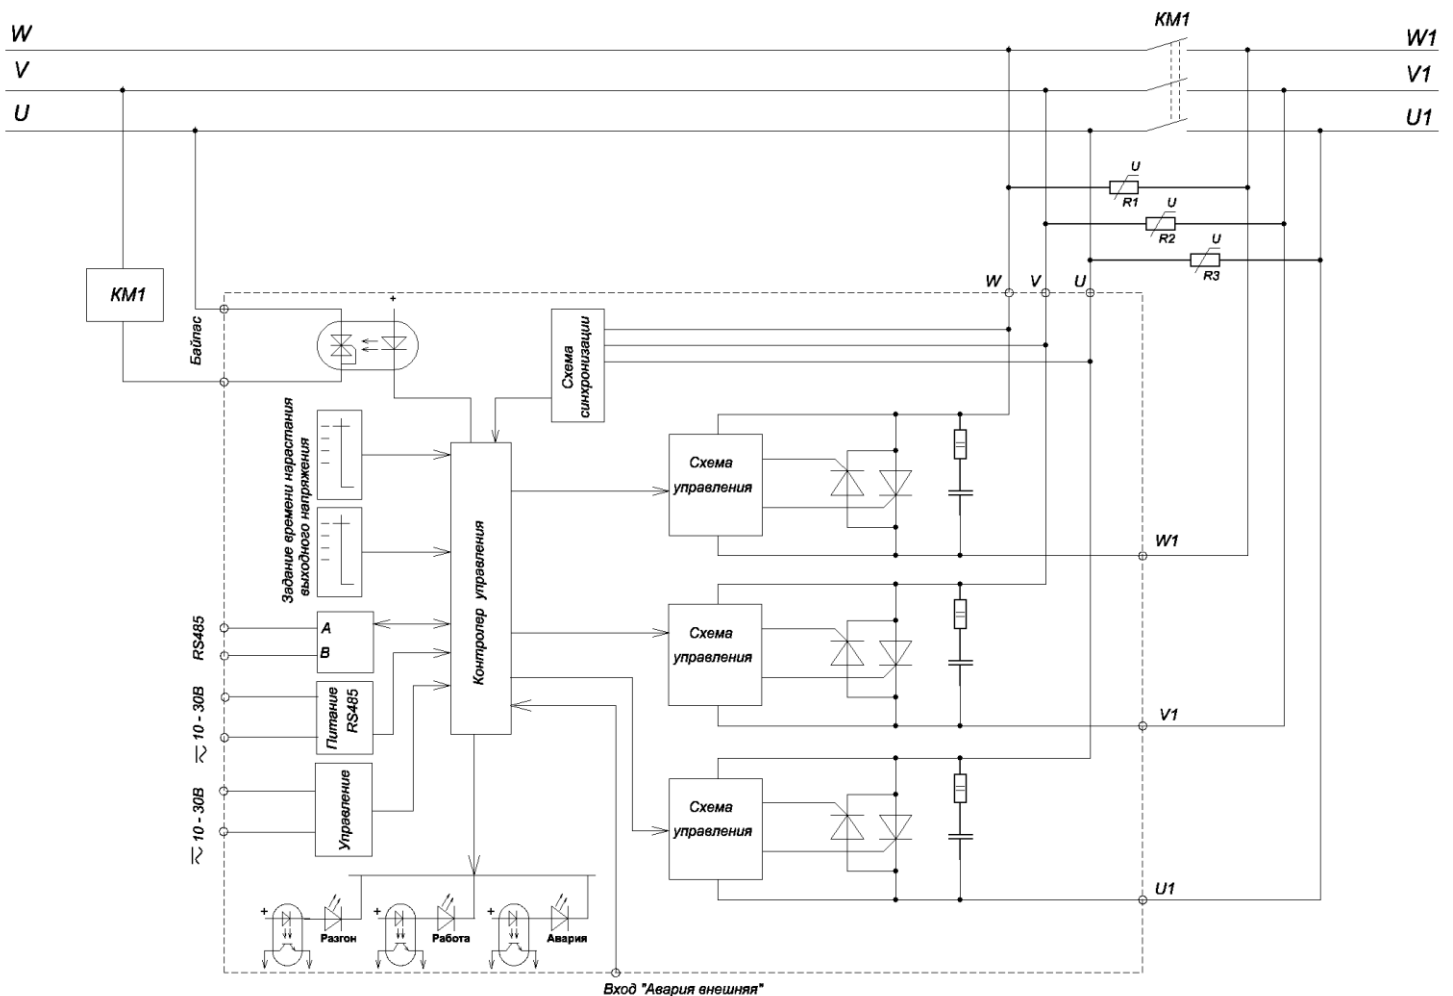 KM1
W
W1
V
V1
U
U1
U
R1
U
R2
U
R3
KM1
W
V
U
+
Байпас
Схема
синхронизации
Задание времени нарастания
выходного напряжения
Контролер управления
Схема
управления
W1
RS485
A
B
Схема
управления
10 - 30В
Питание
RS485
V1
10 - 30В
Управление
Схема
управления
U1
+
Разгон
+
Работа
+
Авария
Вход "Авария внешняя"